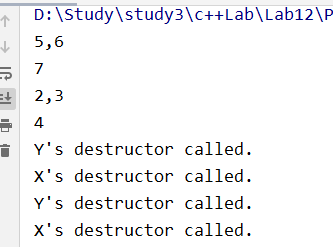 D:\Study\study3\c++Lab\Lab12\P
5,6
7
2,3
4
Y's destructor called.
X's destructor called.
Y's destructor called.
X's destructor called.